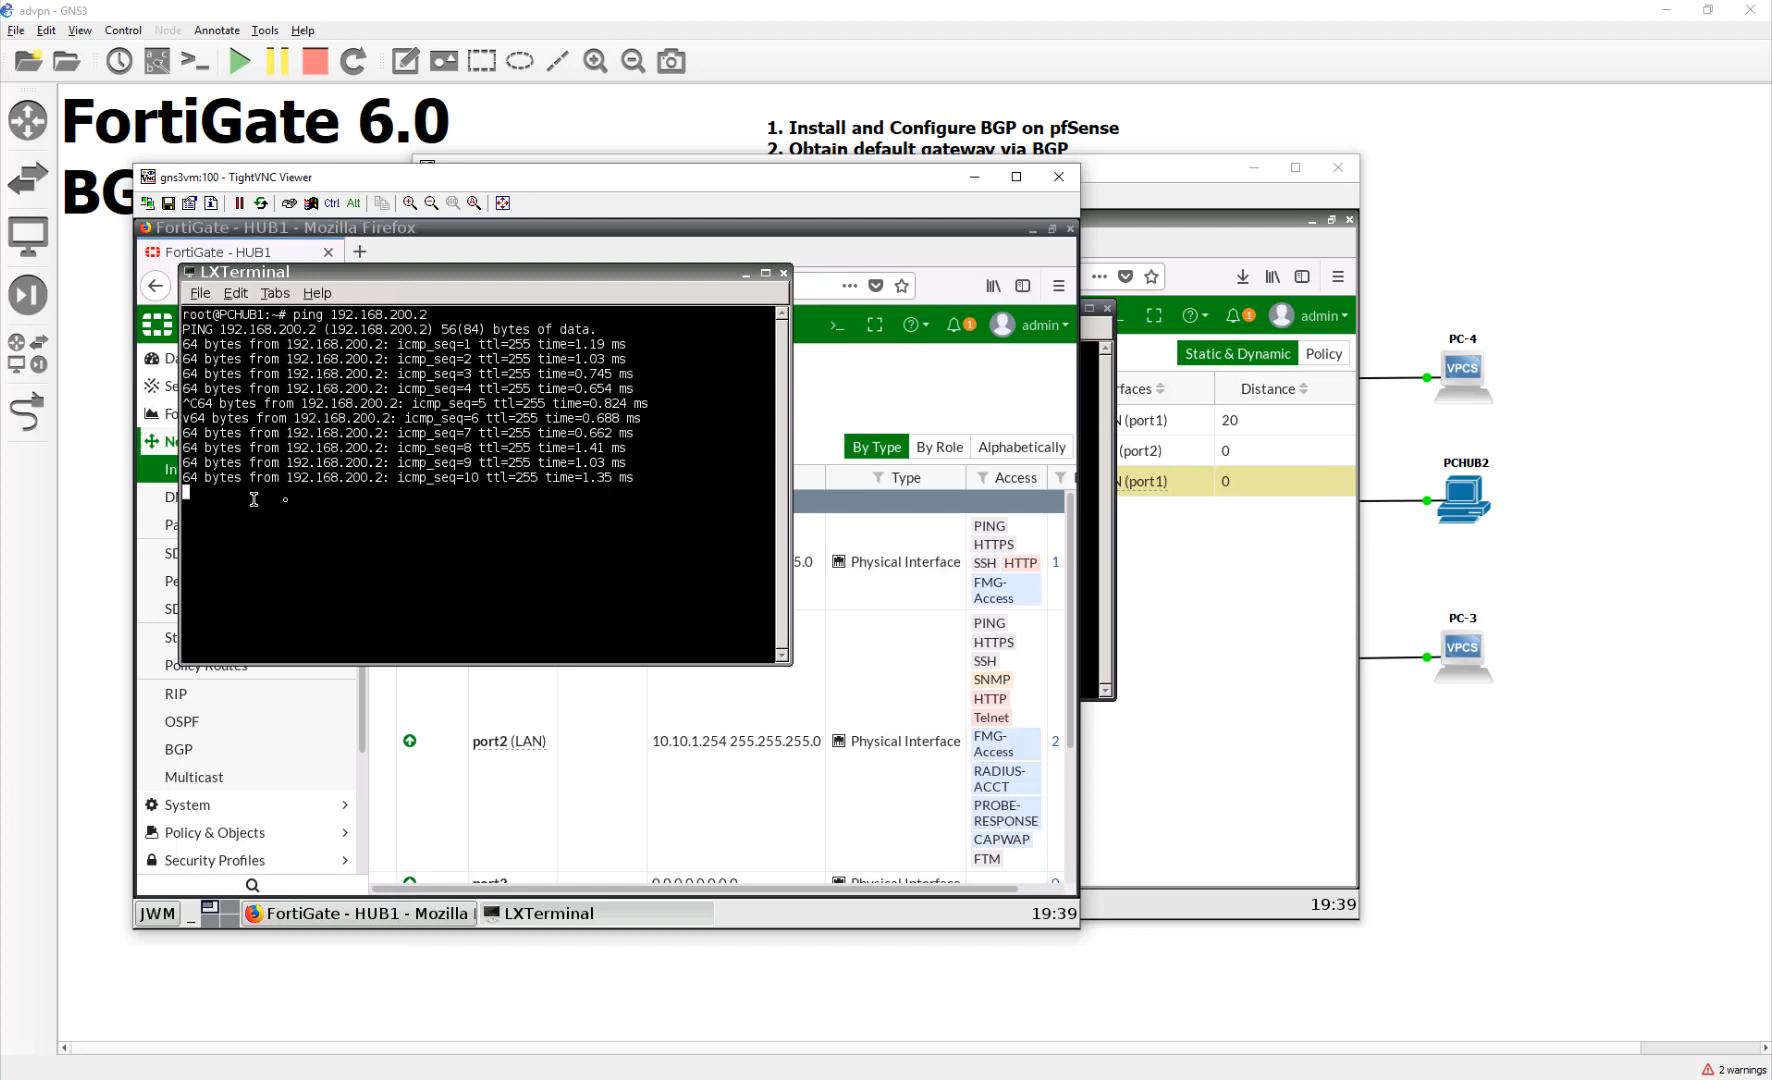 advpn - GNS3
File Edit View Control Node Annotate Tools Help
FortiGate 6.0
BG
1. Install and Configure BGP on pfSense
2. Obtain default gateway via BGP
gns3vm:100 - TightVNC Viewer
Ctrl Alt
FortiGate - HUB1 - Mozilla Firefox
FortiGate - HUB1
LXTerminal
File Edit Tabs Help
root@PCHUB1:~# ping 192.168.200.2
PING 192.168.200.2 (192.168.200.2) 56(84) bytes of data.
64 bytes from 192.168.200.2: icmp_seq=1 ttl=255 time=1.19 ms
64 bytes from 192.168.200.2: icmp_seq=2 ttl=255 time=1.03 ms
64 bytes from 192.168.200.2: icmp_seq=3 ttl=255 time=0.745 ms
64 bytes from 192.168.200.2: icmp_seq=4 ttl=255 time=0.654 ms
^C64 bytes from 192.168.200.2: icmp_seq=5 ttl=255 time=0.824 ms
v64 bytes from 192.168.200.2: icmp_seq=6 ttl=255 time=0.688 ms
64 bytes from 192.168.200.2: icmp_seq=7 ttl=255 time=0.662 ms
64 bytes from 192.168.200.2: icmp_seq=8 ttl=255 time=1.41 ms
64 bytes from 192.168.200.2: icmp_seq=9 ttl=255 time=1.03 ms
64 bytes from 192.168.200.2: icmp_seq=10 ttl=255 time=1.35 ms
admin
By Type By Role Alphabetically
Type Access
5.0 Physical Interface
PING
HTTPS
SSH HTTP
FMG-
Access
1
port2 (LAN) 10.10.1.254 255.255.255.0 Physical Interface
PING
HTTPS
SSH
SNMP
HTTP
Telnet
FMG-
Access
RADIUS-
ACCT
PROBE-
RESPONSE
CAPWAP
FTM
2
Policy Routes
RIP
OSPF
BGP
Multicast
System
Policy & Objects
Security Profiles
JWM
FortiGate - HUB1 - Mozilla
LXTerminal
19:39
admin
Static & Dynamic Policy
faces Distance
(port1) 20
(port2) 0
(port1) 0
19:39
PC-4
VPCS
PCHUB2
PC-3
VPCS
2 warnings